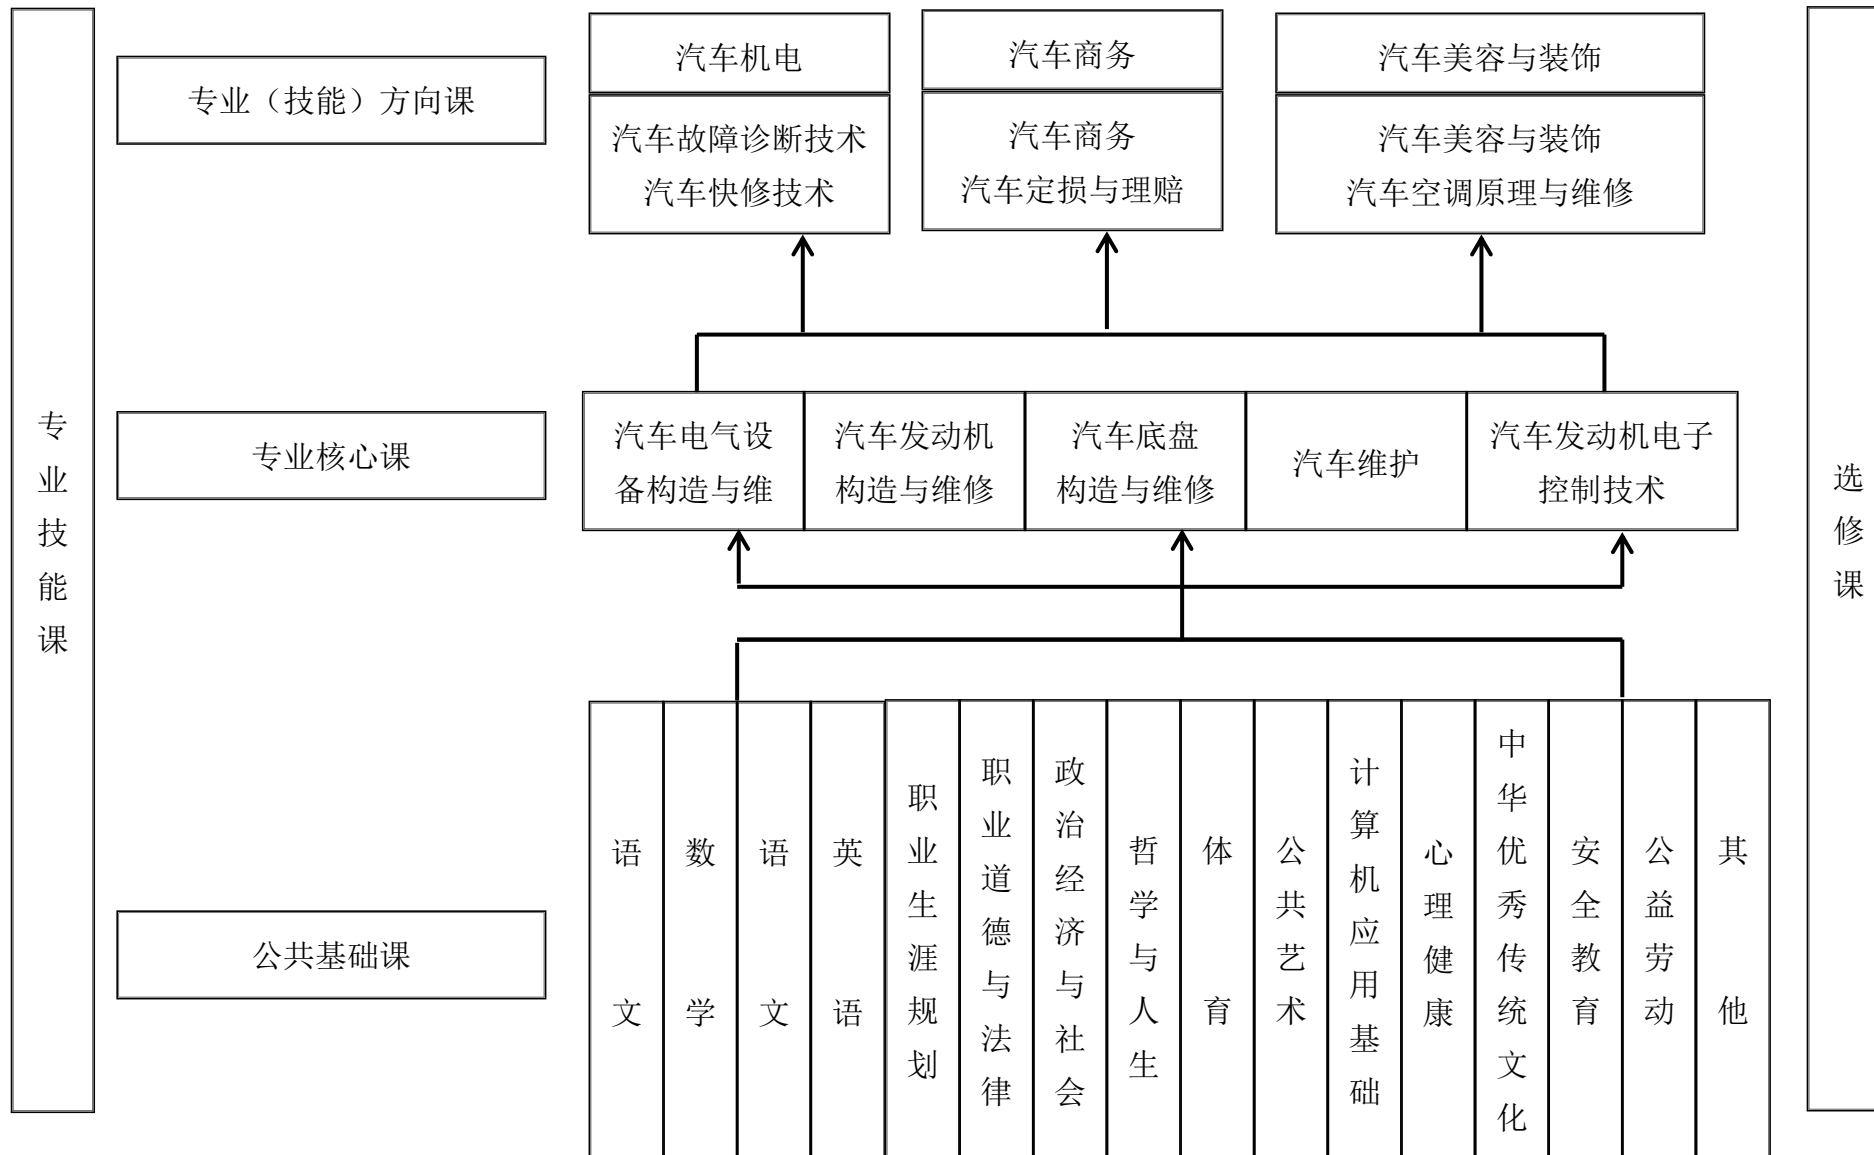 专业技能课
专业（技能）方向课
汽车机电
汽车故障诊断技术
汽车快修技术
汽车商务
汽车商务
汽车定损与理赔
汽车美容与装饰
汽车美容与装饰
汽车空调原理与维修
专业核心课
汽车电气设
备构造与维
汽车发动机
构造与维修
汽车底盘
构造与维修
汽车维护
汽车发动机电子
控制技术
公共基础课
语文
数学
语文
英语
职业生涯规划
职业道德与法律
政治经济与社会
哲学与人生
体育
公共艺术
计算机应用基础
心理健康
中华优秀传统文化
安全教育
公益劳动
其他
选修课